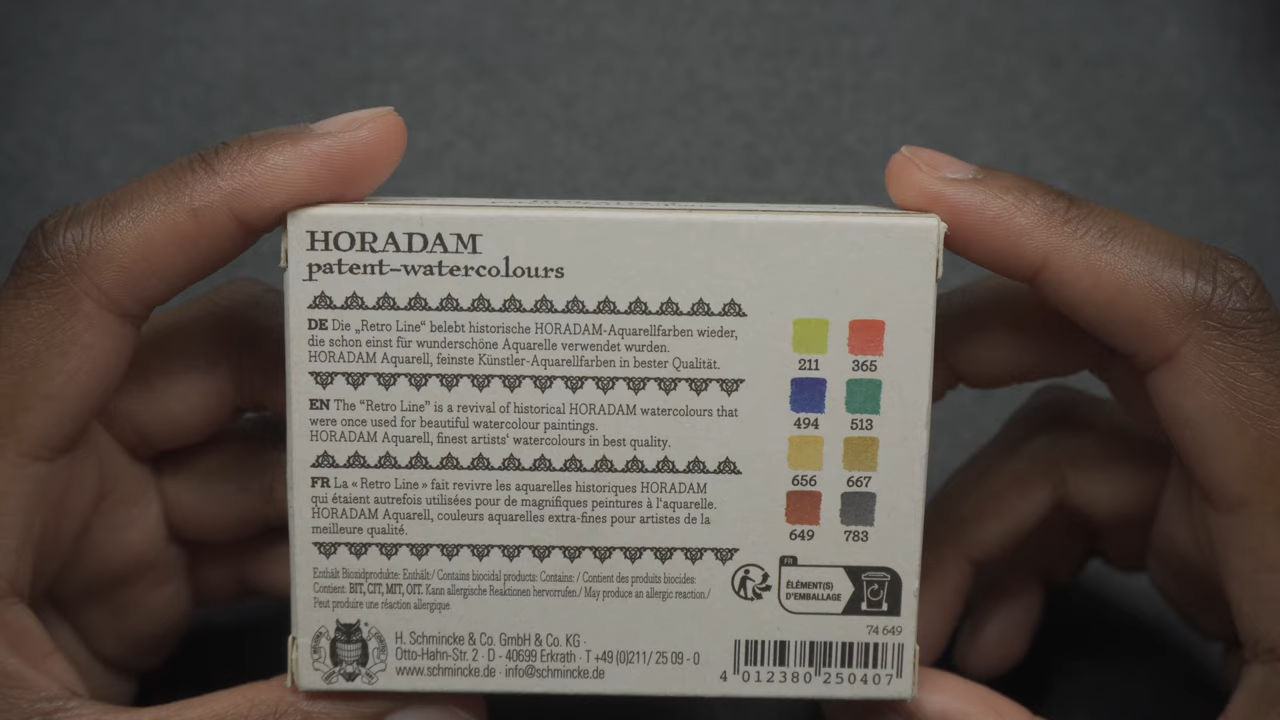 HORADAM
patent-watercolours
DE Die „Retro Line“ belebt historische HORADAM-Aquarellfarben wieder,
die schon einst für wunderschöne Aquarelle verwendet wurden.
HORADAM Aquarell, feinste Künstler-Aquarellfarben in bester Qualität.
EN The “Retro Line” is a revival of historical HORADAM watercolours that
were once used for beautiful watercolour paintings.
HORADAM Aquarell, finest artists‘ watercolours in best quality.
FR La « Retro Line » fait revivre les aquarelles historiques HORADAM
qui étaient autrefois utilisées pour de magnifiques peintures à l‘aquarelle.
HORADAM Aquarell, couleurs aquarelles extra-fines pour artistes de la
meilleure qualité.
Enthält Biozidprodukte: Enthält:/ Contains biocidal products: Contains: / Contient des produits biocides:
Contient: BIT, CIT, MIT, OIT. Kann allergische Reaktionen hervorrufen./ May produce an allergic reaction./
Peut produire une réaction allergique.
H. Schmincke & Co. GmbH & Co. KG ·
Otto-Hahn-Str. 2 · D - 40699 Erkrath · T +49 (0)211/ 25 09 - 0
www.schmincke.de · info@schmincke.de
211 365
494 513
656 667
649 783
FR
ÉLÉMENT(S)
D'EMBALLAGE
74 649
4 012380 250407